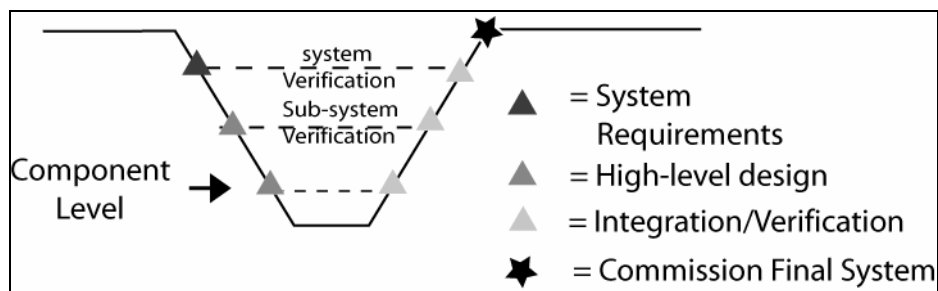 system
Verification
Sub-system
Verification
Component
Level
= System
Requirements
= High-level design
= Integration/Verification
= Commission Final System